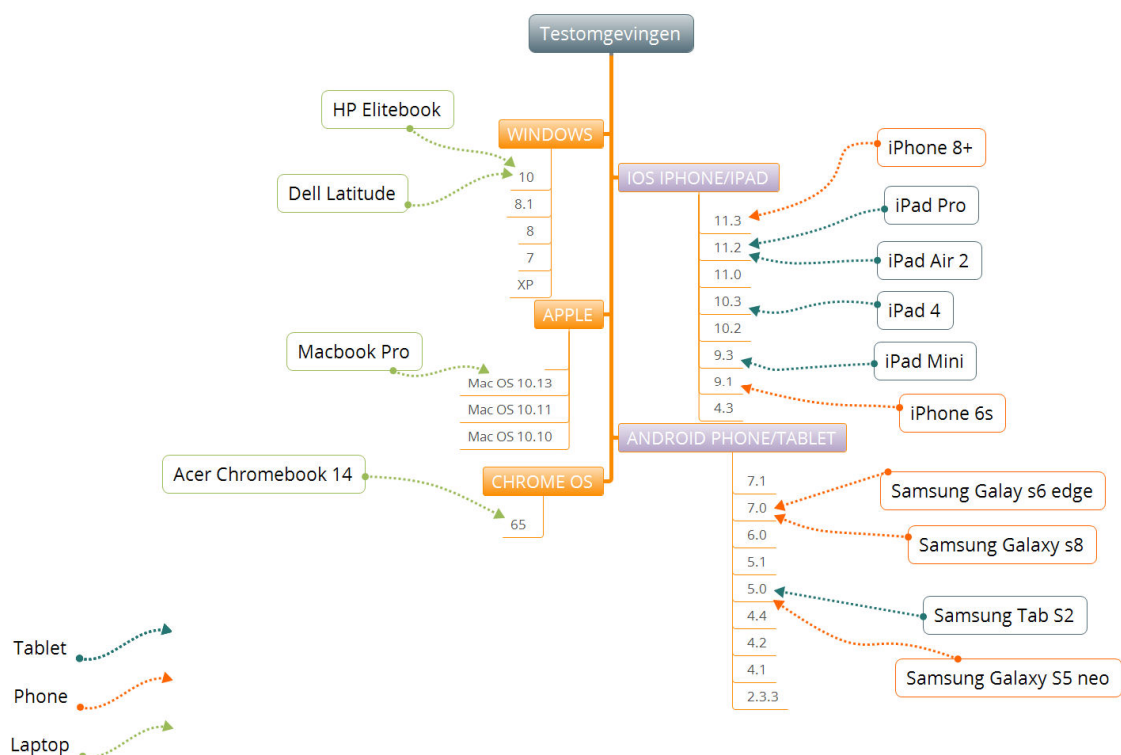 Testomgevingen
HP Elitebook
WINDOWS
Dell Latitude
10
8.1
8
7
XP
APPLE
Macbook Pro
Mac OS 10.13
Mac OS 10.11
Mac OS 10.10
Acer Chromebook 14
CHROME OS
65
IOS IPHONE/IPAD
iPhone 8+
iPad Pro
iPad Air 2
iPad 4
iPad Mini
iPhone 6s
11.3
11.2
11.0
10.3
10.2
9.3
9.1
4.3
ANDROID PHONE/TABLET
7.1
7.0
6.0
5.1
5.0
4.4
4.2
4.1
2.3.3
Samsung Galay s6 edge
Samsung Galaxy s8
Samsung Tab S2
Samsung Galaxy S5 neo
Tablet
Phone
Laptop